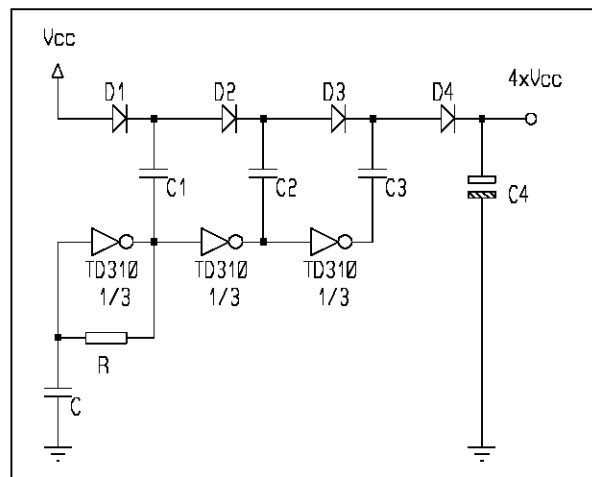 Vcc
4xVcc
D1
D2
D3
D4
C1
C2
C3
C4
TD310
1/3
TD310
1/3
TD310
1/3
R
C